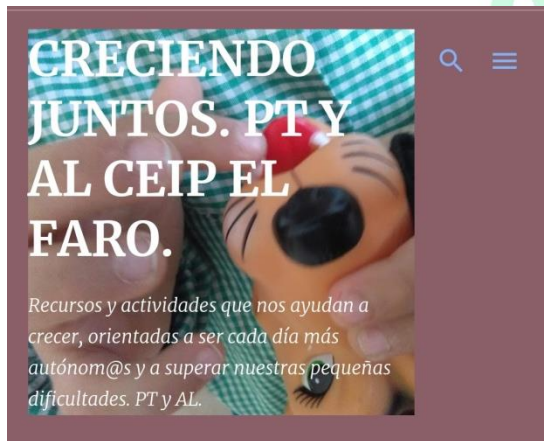 CRECIENDO
JUNTOS. PT Y
AL CEIP EL
FARO.
Recursos y actividades que nos ayudan a
crecer, orientadas a ser cada día más
autónom@s y a superar nuestras pequeñas
dificultades. PT y AL.